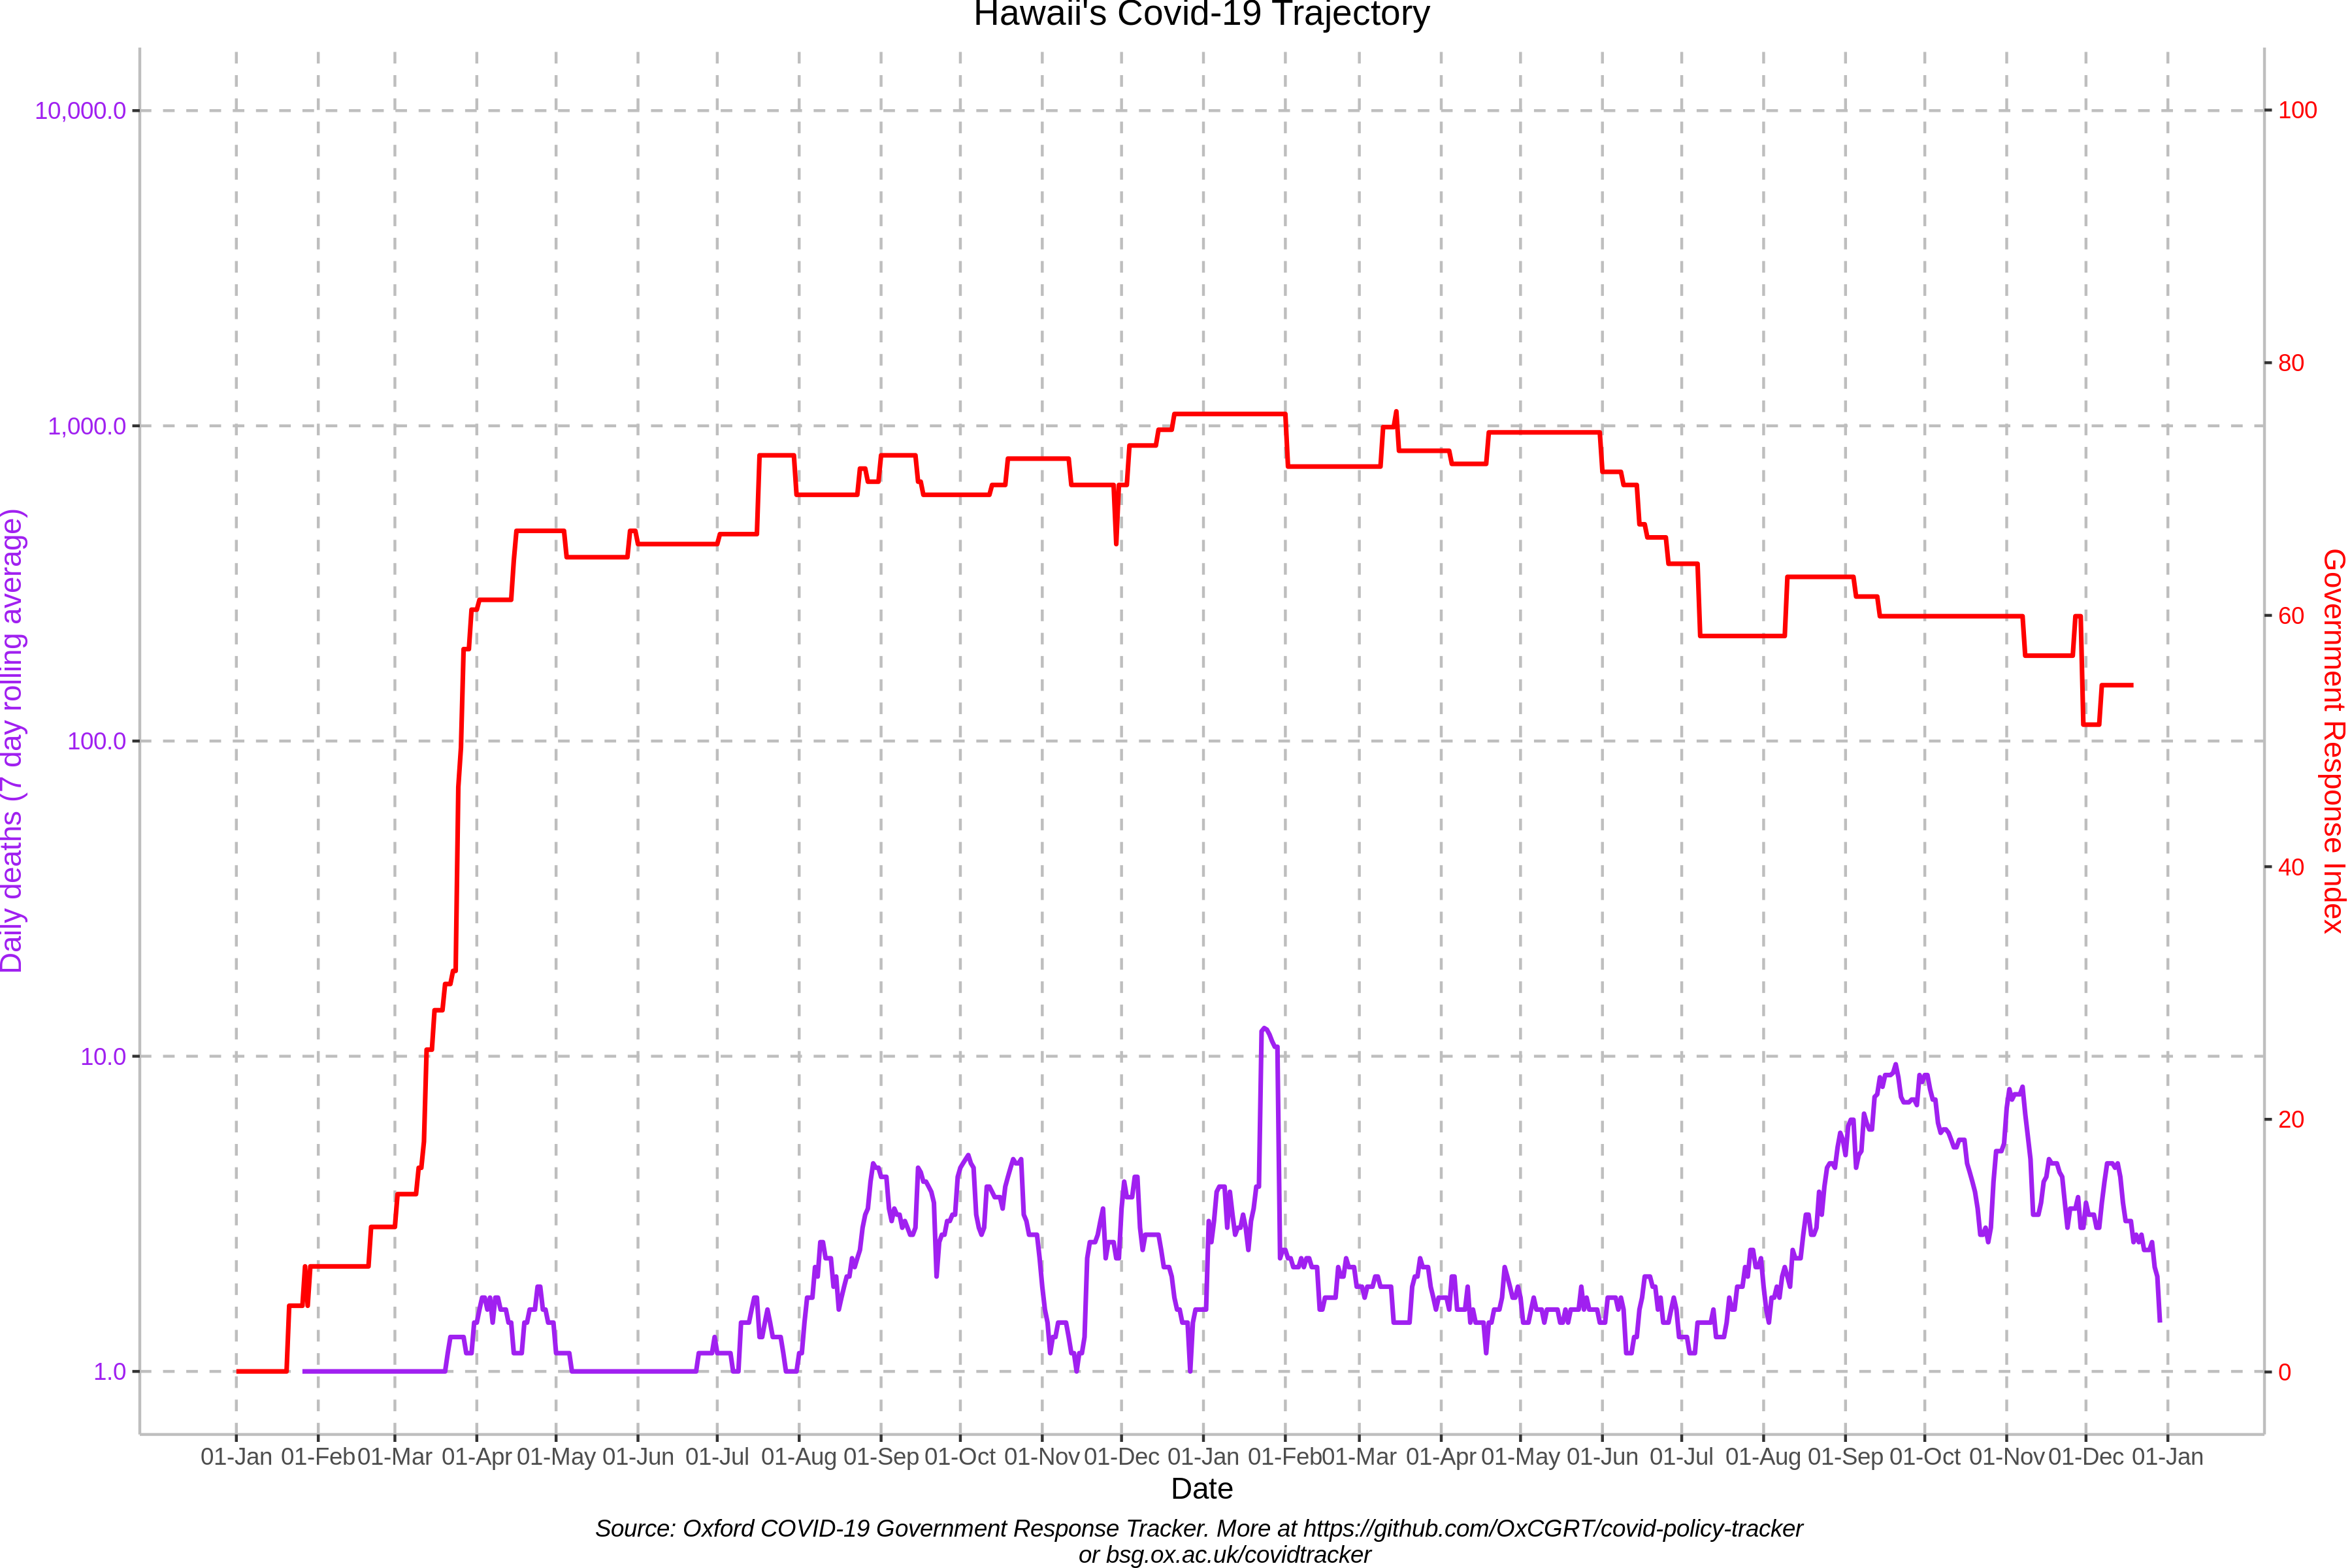 Hawaii's Covid-19 Trajectory
10,000.0
1,000.0
100.0
10.0
1.0
Daily deaths (7 day rolling average)
100
80
60
40
20
0
Government Response Index
01-Jan 01-Feb 01-Mar 01-Apr 01-May 01-Jun 01-Jul 01-Aug 01-Sep 01-Oct 01-Nov 01-Dec 01-Jan 01-Feb 01-Mar 01-Apr 01-May 01-Jun 01-Jul 01-Aug 01-Sep 01-Oct 01-Nov 01-Dec 01-Jan
Date
Source: Oxford COVID-19 Government Response Tracker. More at https://github.com/OxCGRT/covid-policy-tracker
or bsg.ox.ac.uk/covidtracker